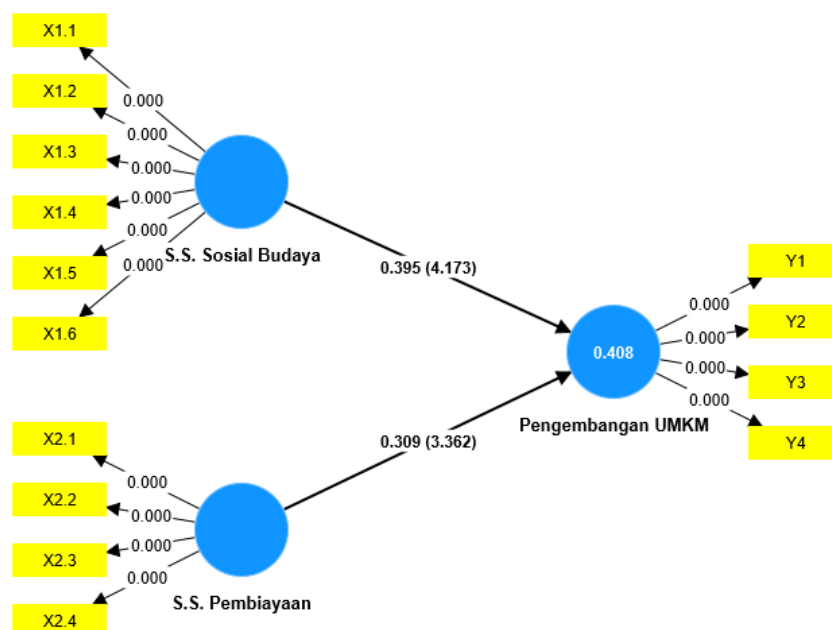 X1.1
X1.2
X1.3
X1.4
X1.5
X1.6
0.000
0.000
0.000
0.000
0.000
0.000
S.S. Sosial Budaya
0.395 (4.173)
X2.1
X2.2
X2.3
X2.4
0.000
0.000
0.000
0.000
S.S. Pembiayaan
0.309 (3.362)
0.408
Pengembangan UMKM
0.000
0.000
0.000
0.000
Y1
Y2
Y3
Y4